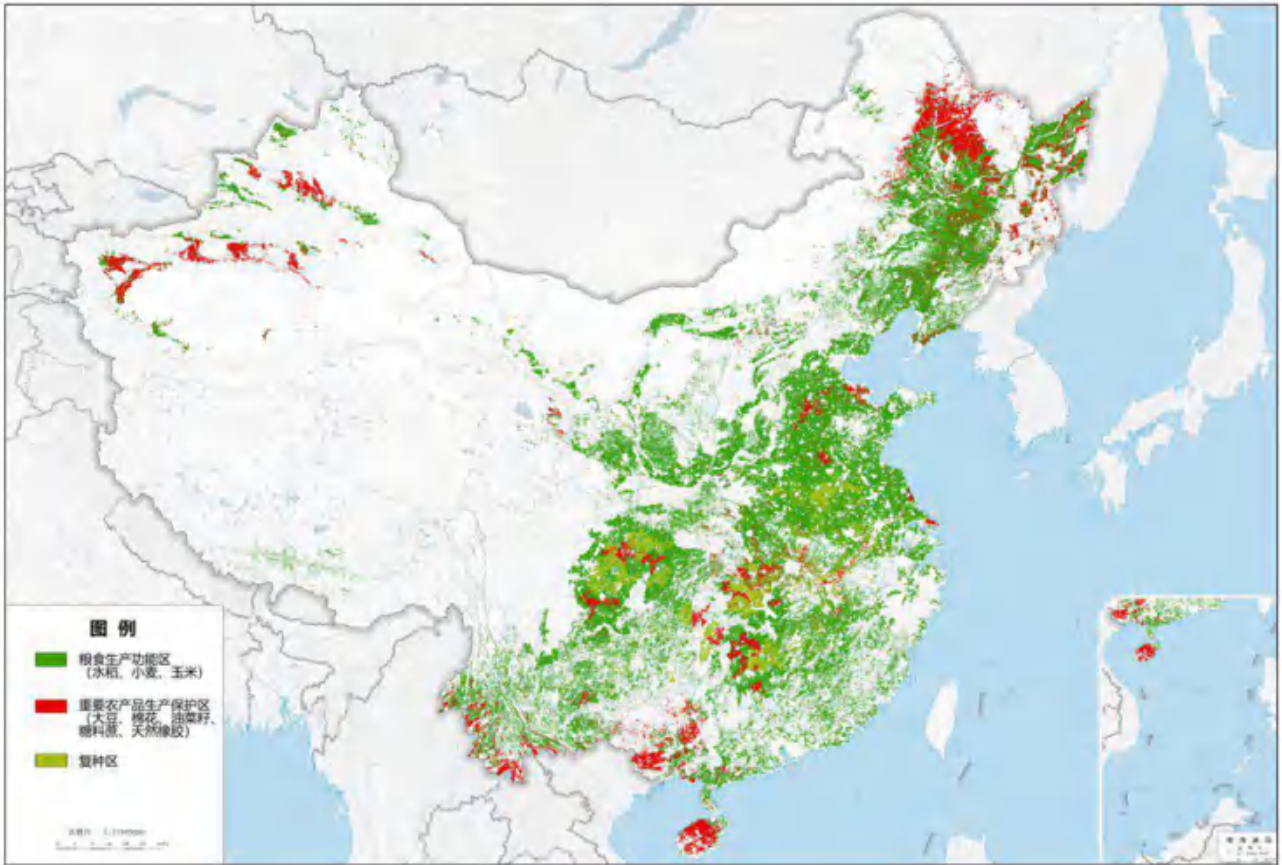 图 例
粮食生产功能区
(水稻、小麦、玉米)
重要农产品生产保护区
(大豆、棉花、油菜籽、
糖料蔗、天然橡胶)
复种区